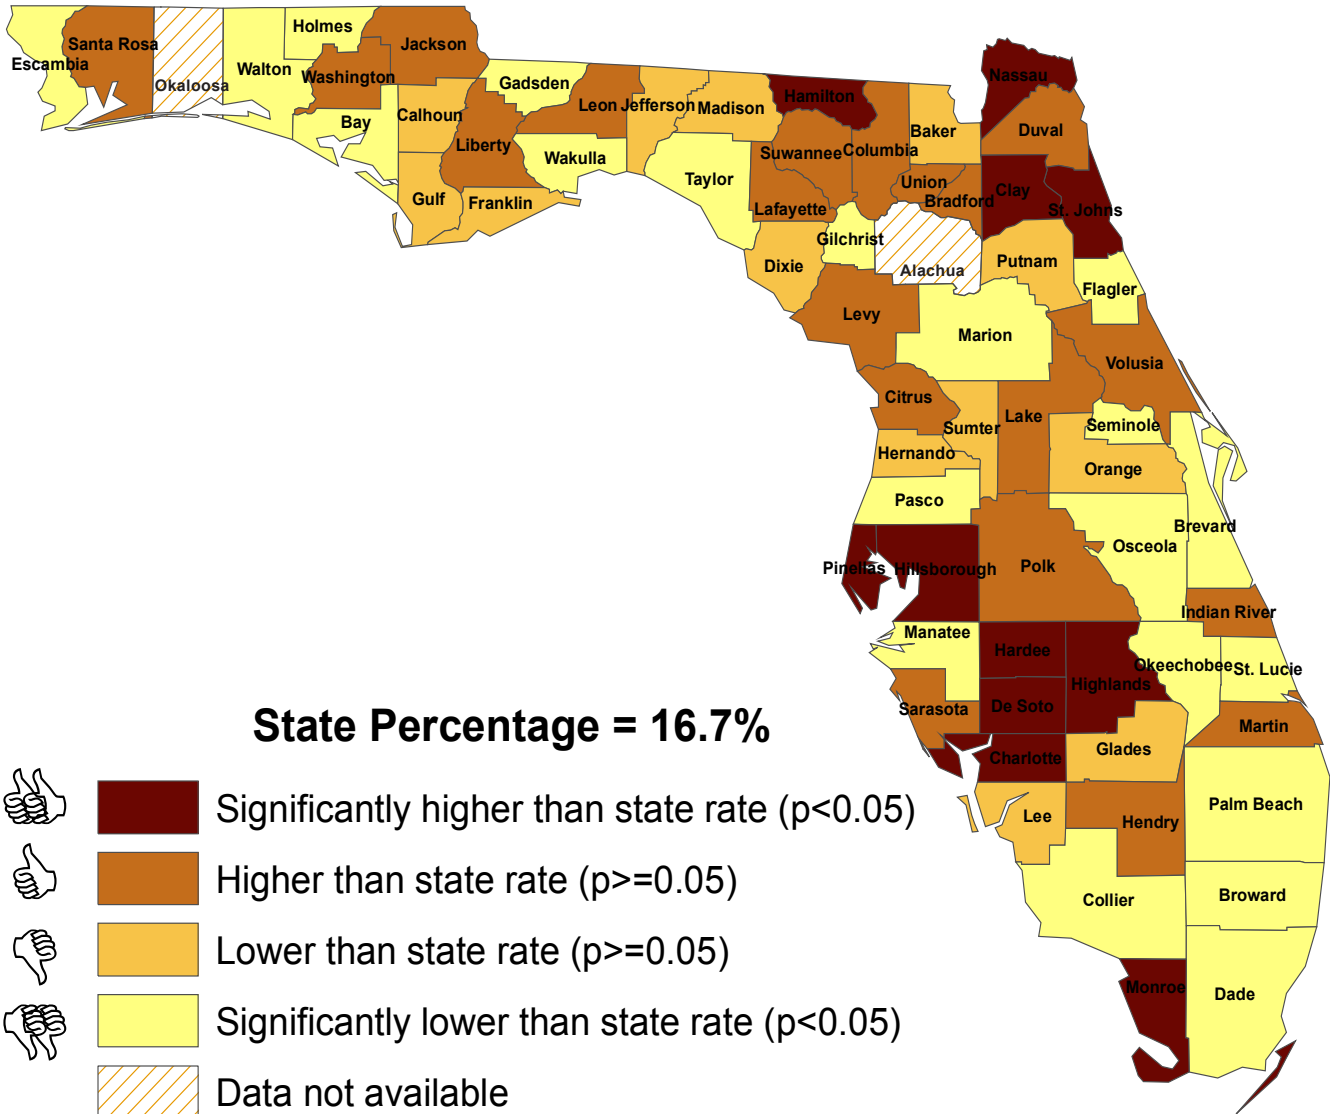 Holmes
Santa Rosa
Jackson
Escambia
Okaloosa
Walton
Washington
Gadsden
Leon
Jefferson
Madison
Hamilton
Nassau
Calhoun
Bay
Liberty
Wakulla
Suwannee
Columbia
Baker
Duval
Taylor
Lafayette
Union
Bradford
Clay
St. Johns
Gulf
Franklin
Gilchrist
Alachua
Dixie
Putnam
Flagler
Levy
Marion
Volusia
Citrus
Sumter
Lake
Seminole
Hernando
Orange
Pasco
Brevard
Osceola
Pinellas
Hillsborough
Polk
Indian River
Manatee
Hardee
Okeechobee
St. Lucie
Highlands
Sarasota
De Soto
Martin
Charlotte
Glades
Lee
Hendry
Palm Beach
Collier
Broward
Monroe
Dade
State Percentage = 16.7%
Significantly higher than state rate (p<0.05)
Higher than state rate (p>=0.05)
Lower than state rate (p>=0.05)
Significantly lower than state rate (p<0.05)
Data not available